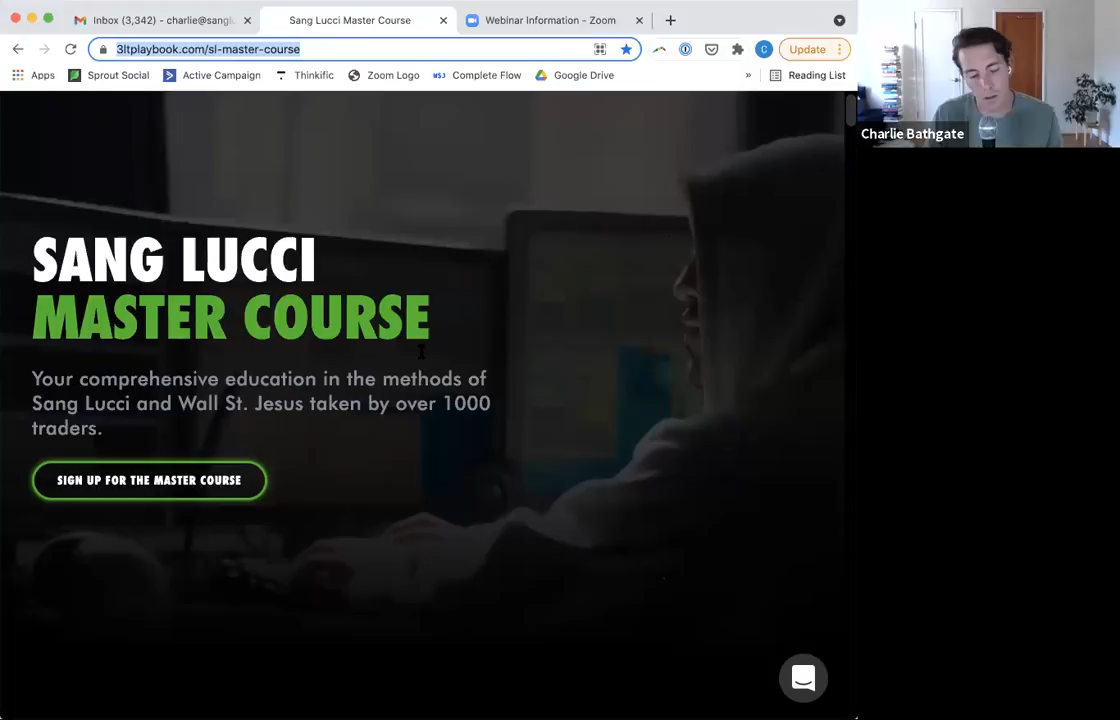 Inbox (3,342) - charlie@sangl
Sang Lucci Master Course
Webinar Information - Zoom
3ltplaybook.com/sl-master-course
C
Update
Apps
Sprout Social
Active Campaign
Thinkific
Zoom Logo
WSJ
Complete Flow
Google Drive
»
Reading List
Charlie Bathgate
SANG LUCCI
MASTER COURSE
Your comprehensive education in the methods of
Sang Lucci and Wall St. Jesus taken by over 1000
traders.
SIGN UP FOR THE MASTER COURSE